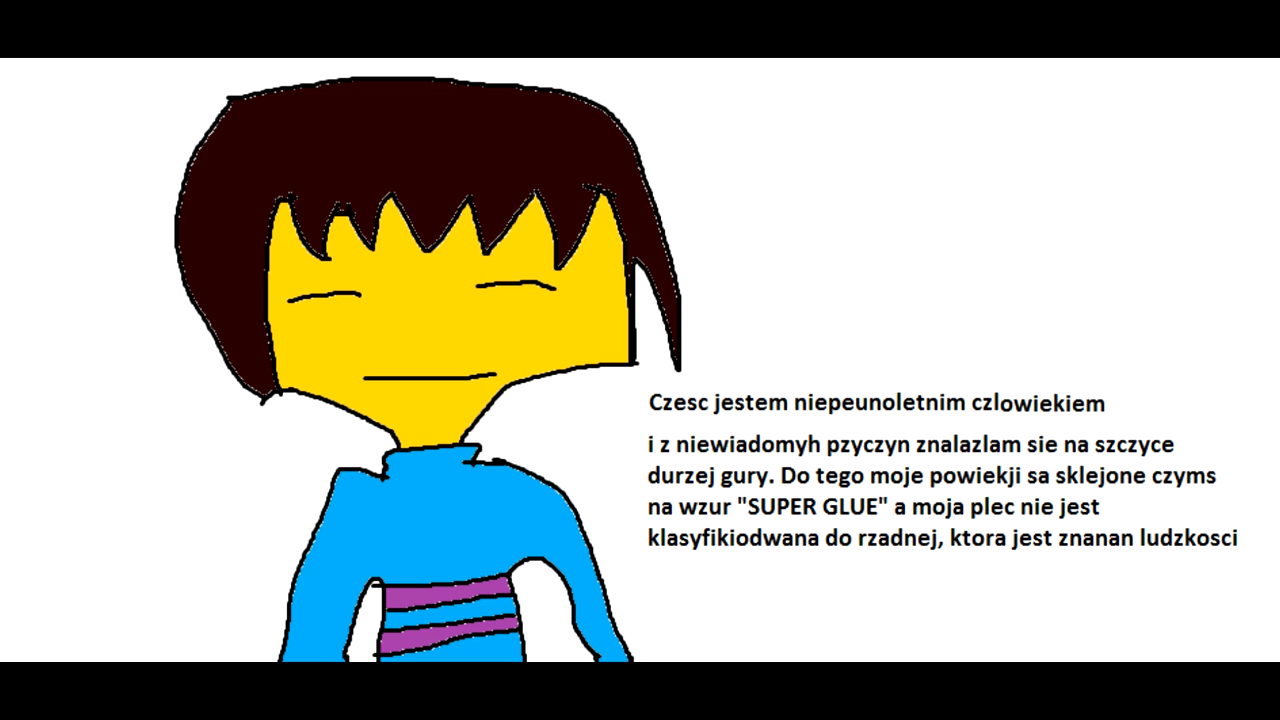 Czesc jestem niepeunoletnim czlowiekiem
i z niewiadomyh pzyczyn znalazlam sie na szczyce
durzej gury. Do tego moje powiekji sa sklejone czyms
na wzur "SUPER GLUE" a moja plec nie jest
klasyfikiodwana do rzadnej, ktora jest znanan ludzkosci